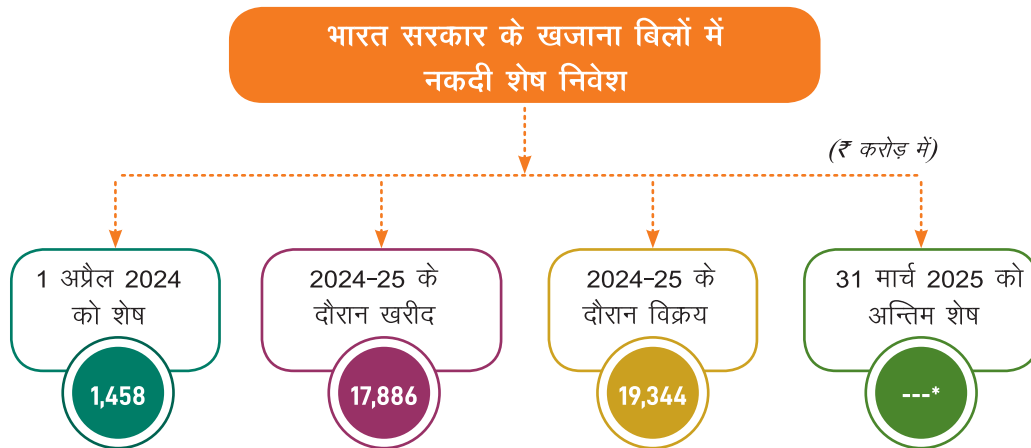 भारत सरकार के खजाना बिलों में
नकदी शेष निवेश
(₹ करोड़ में)
1 अप्रैल 2024
को शेष
1,458
2024-25 के
दौरान खरीद
17,886
2024-25 के
दौरान विक्रय
19,344
31 मार्च 2025 को
अन्तिम शेष
---*